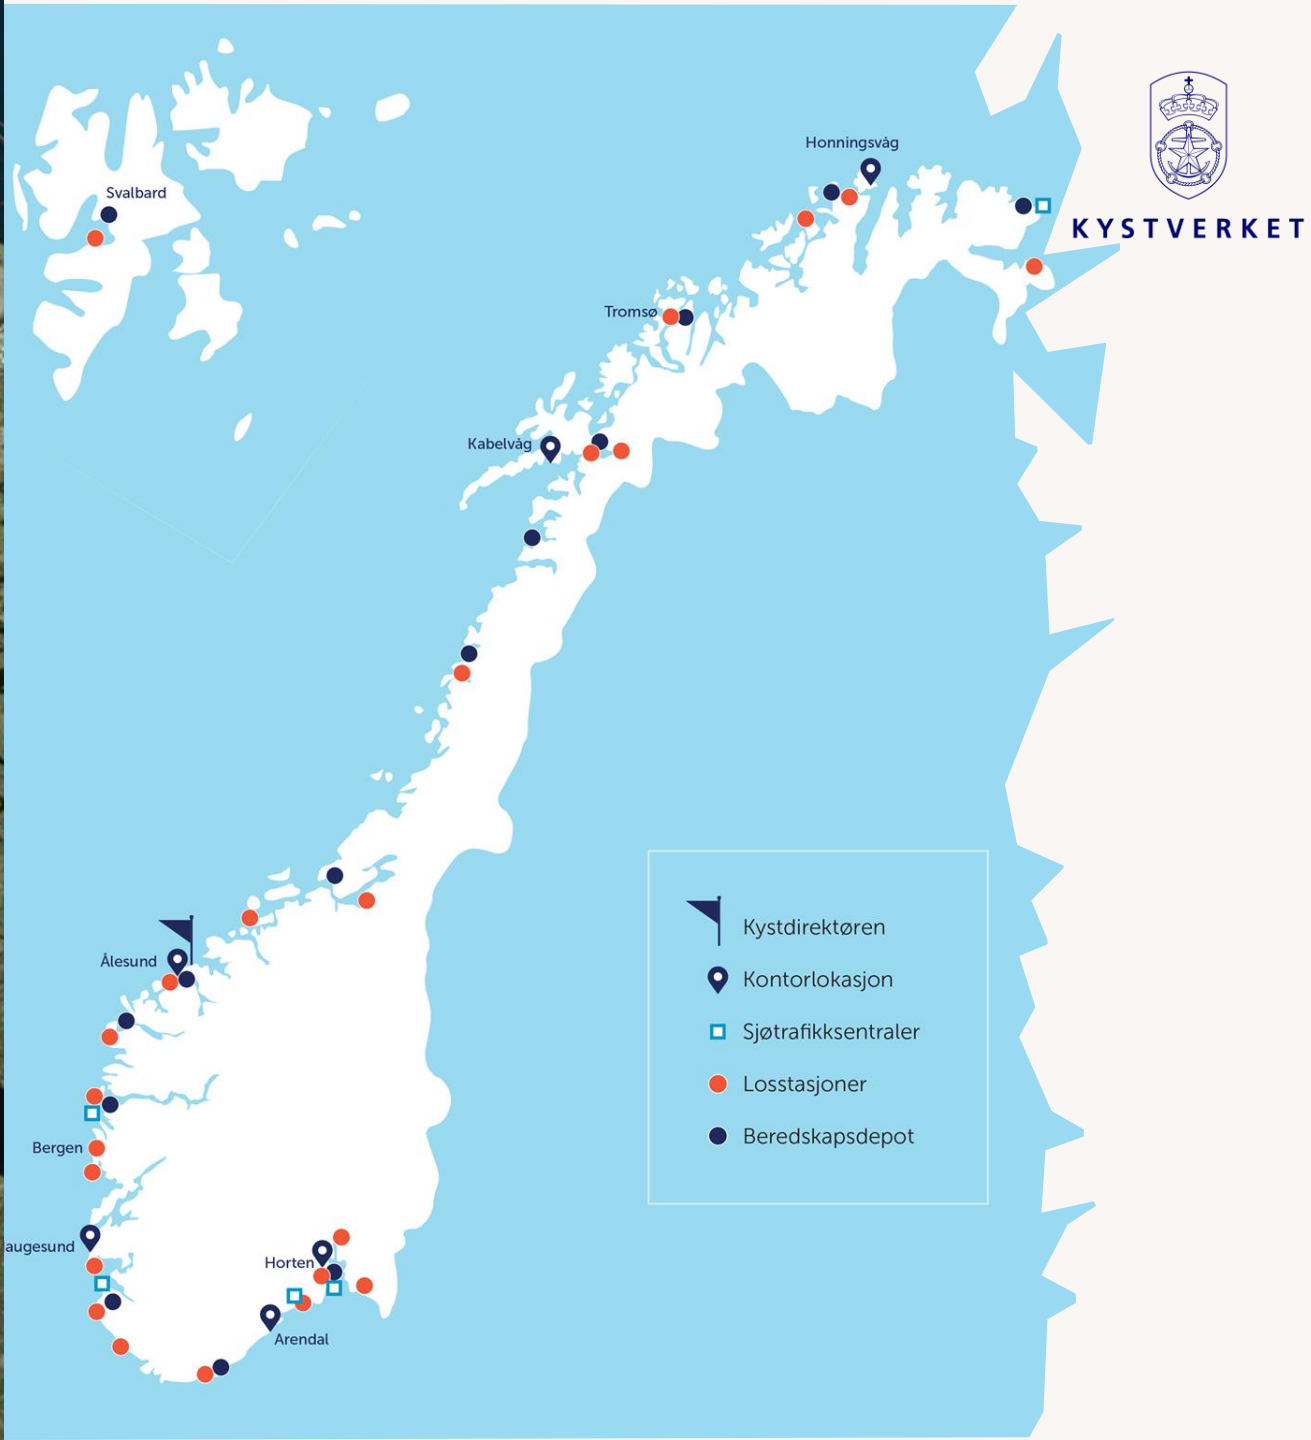 Honningsvåg
Svalbard
KYSTVERKET
Tromsø
Kabelvåg
Kystdirektøren
Ålesund
Kontorlokasjon
Sjøtrafikksentraler
Losstasjoner
Beredskapsdepot
Bergen
augesund
Horten
Arendal